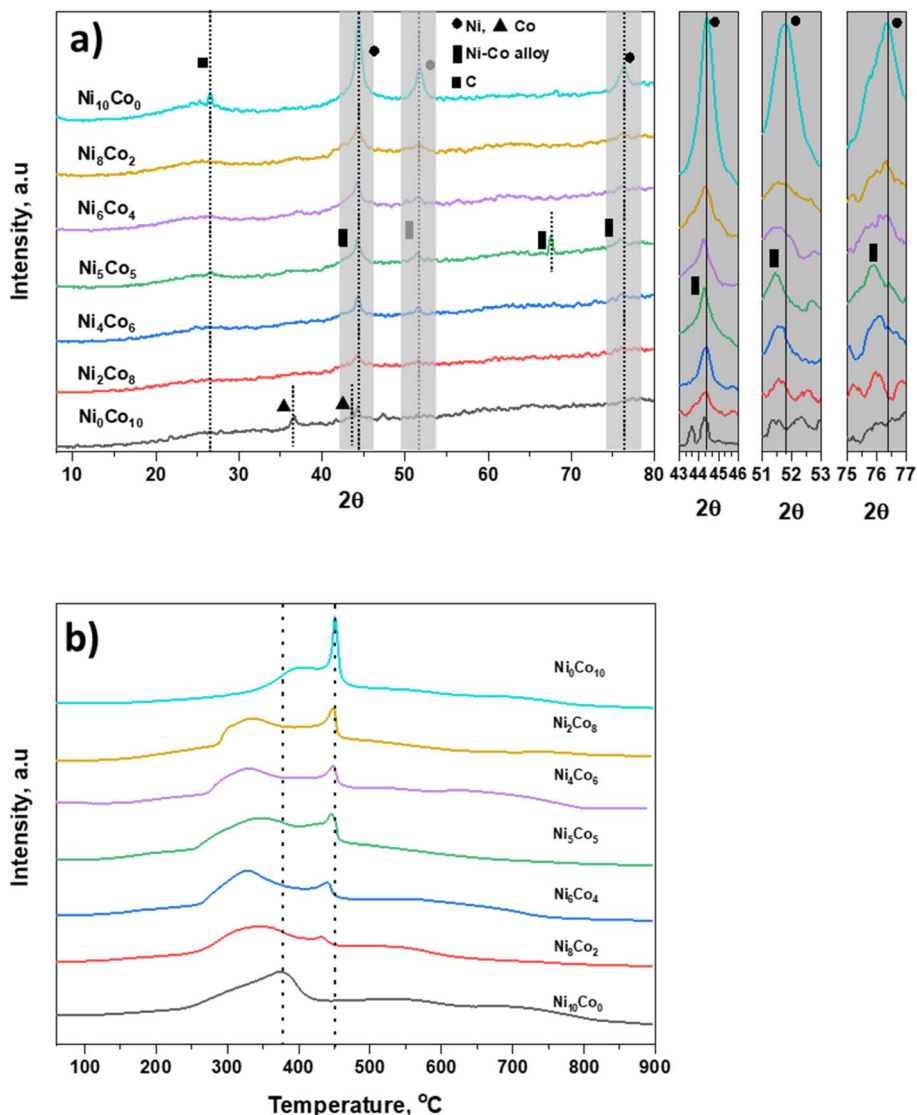 a)
Ni, Co
Ni-Co alloy
C
Ni₁₀Co₀
Ni₈Co₂
Ni₆Co₄
Ni₅Co₅
Ni₄Co₆
Ni₂Co₈
Ni₀Co₁₀
Intensity, a.u
10 20 30 40 50 60 70 80
2θ
43 44 45 46
2θ
51 52 53
2θ
75 76 77
2θ
b)
Ni₀Co₁₀
Ni₂Co₈
Ni₄Co₆
Ni₅Co₅
Ni₆Co₄
Ni₈Co₂
Ni₁₀Co₀
Intensity, a.u
100 200 300 400 500 600 700 800 900
Temperature, °C